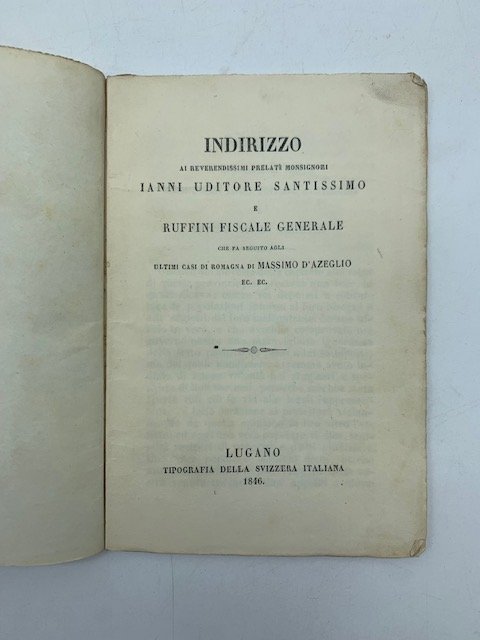 INDIRIZZO
AI REVERENDISSIMI PRELATI MONSIGNORI
IANNI UDITORE SANTISSIMO
E
RUFFINI FISCALE GENERALE
CHE FA SEGUITO AGLI
ULTIMI CASI DI ROMAGNA DI MASSIMO D'AZEGLIO
EC. EC.
LUGANO
TIPOGRAFIA DELLA SVIZZERA ITALIANA
1846.